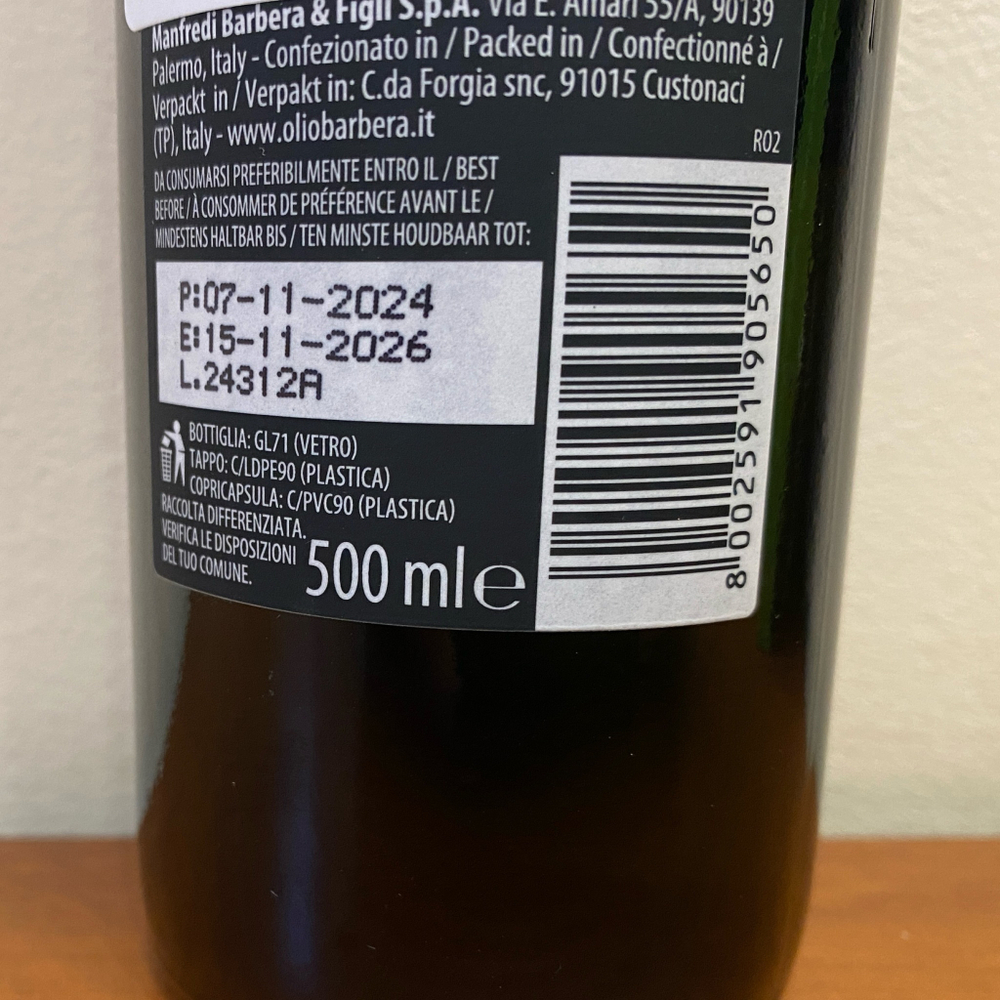 Manfredi Barbera & Figli S.p.A. Via E. Amari 55/A, 90139
Palermo, Italy - Confezionato in / Packed in / Confectionné à /
Verpackt in / Verpakt in: C.da Forgia snc, 91015 Custonaci
(TP), Italy - www.oliobarbera.it
R02
DA CONSUMARSI PREFERIBILMENTE ENTRO IL / BEST
BEFORE / À CONSOMMER DE PRÉFÉRENCE AVANT LE /
MINDESTENS HALTBAR BIS / TEN MINSTE HOUDBAAR TOT:
P:07-11-2024
E:15-11-2026
L.24312A
BOTTIGLIA: GL71 (VETRO)
TAPPO: C/LDPE90 (PLASTICA)
COPRICAPSULA: C/PVC90 (PLASTICA)
RACCOLTA DIFFERENZIATA.
VERIFICA LE DISPOSIZIONI
DEL TUO COMUNE.
500 ml e
8 002591 905650